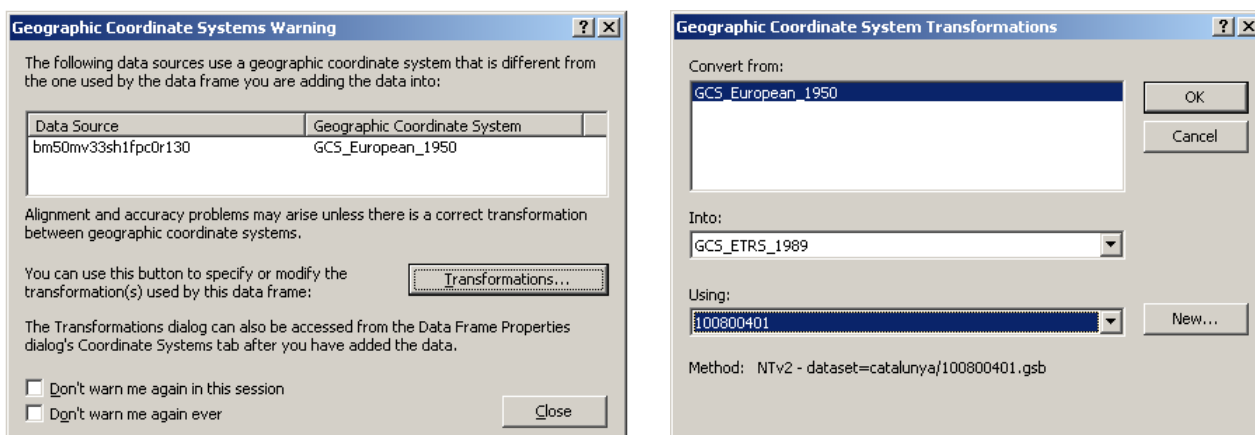 Geographic Coordinate Systems Warning
The following data sources use a geographic coordinate system that is different from
the one used by the data frame you are adding the data into:
Data Source Geographic Coordinate System
bm50mv33sh1fpc0r130 GCS_European_1950
Alignment and accuracy problems may arise unless there is a correct transformation
between geographic coordinate systems.
You can use this button to specify or modify the
transformation(s) used by this data frame:
Transformations...
The Transformations dialog can also be accessed from the Data Frame Properties
dialog's Coordinate Systems tab after you have added the data.
Don't warn me again in this session
Don't warn me again ever
Close
Geographic Coordinate System Transformations
Convert from:
GCS_European_1950
OK
Cancel
Into:
GCS_ETRS_1989
Using:
100800401
New...
Method: NTv2 - dataset=catalunya/100800401.gsb